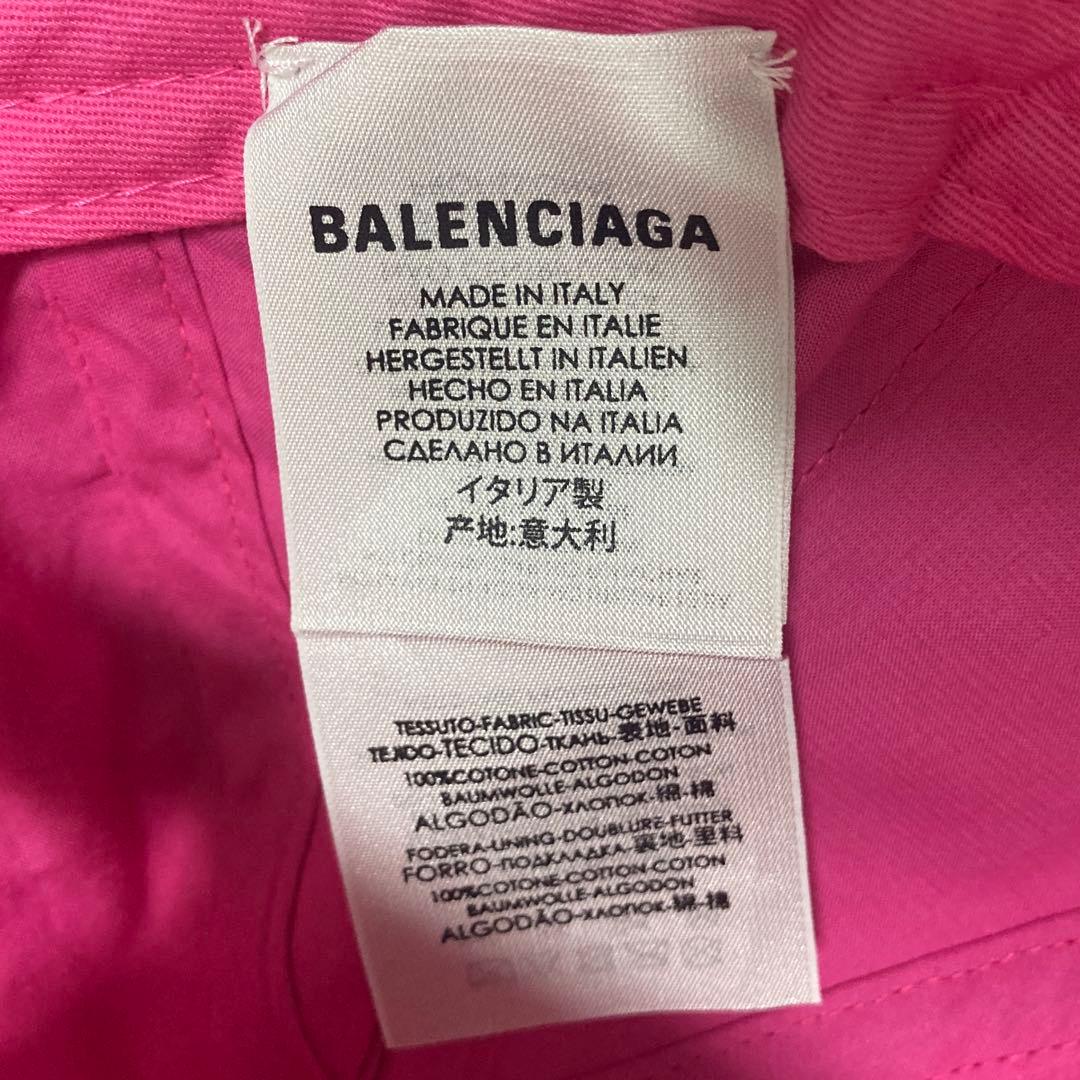 BALENCIAGA
MADE IN ITALY
FABRIQUE EN ITALIE
HERGESTELLT IN ITALIEN
HECHO EN ITALIA
PRODUZIDO NA ITALIA
СДЕЛАНО В ИТАЛИИ
イタリア製
产地:意大利
TESSUTO-FABRIC-TISSU-GEWEBE
TEJIDO-TECIDO-ТКАНЬ-表地-面料
100%COTONE-COTTON-COTON
BAUMWOLLE-ALGODON
ALGODÃO-ХЛОПОК-綿-棉
FODERA-LINING-DOUBLURE-FUTTER
FORRO-ПОДКЛАДКА-裏地-里料
100%COTONE-COTTON-COTON
BAUMWOLLE-ALGODON
ALGODÃO-ХЛОПОК-綿-棉